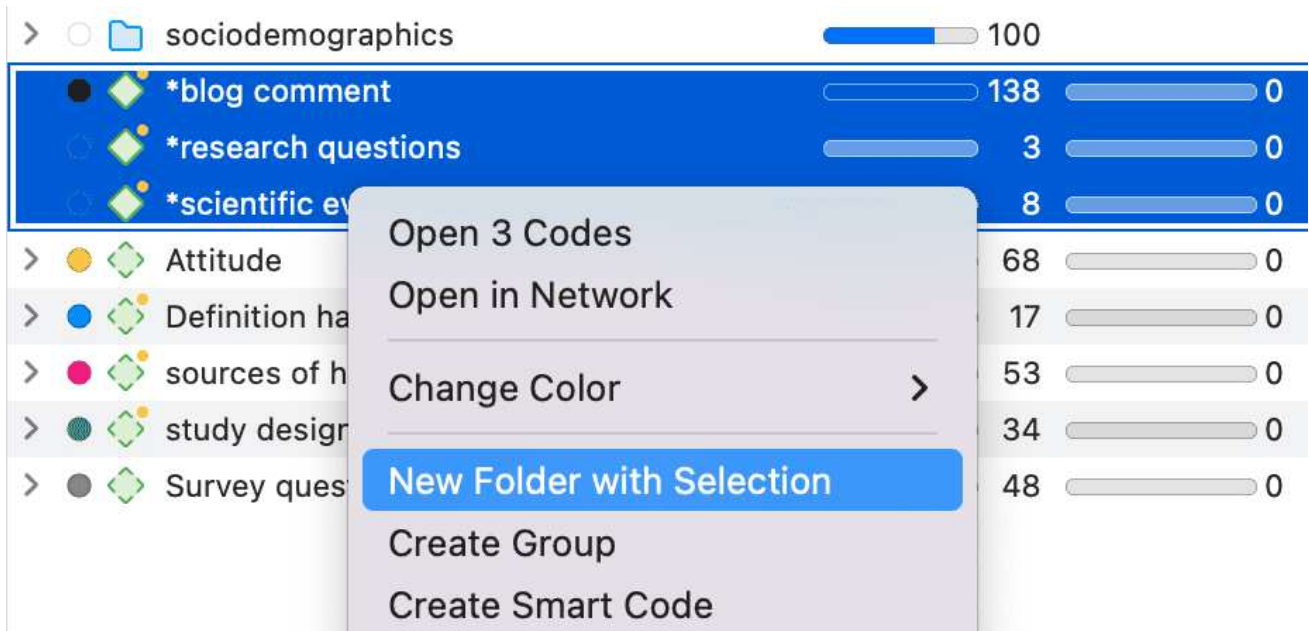 sociodemographics 100
*blog comment 138 0
*research questions 3 0
*scientific ev 8 0
Attitude 68 0
Definition ha 17 0
sources of h 53 0
study design 34 0
Survey ques 48 0
Open 3 Codes
Open in Network
Change Color
New Folder with Selection
Create Group
Create Smart Code